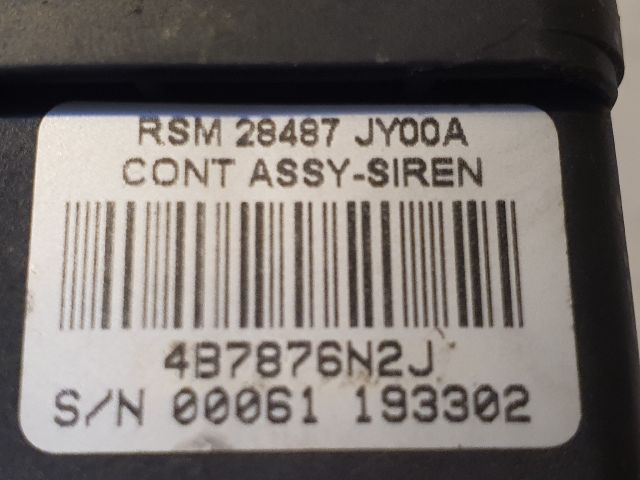 RSM 28487 JY00A
CONT ASSY-SIREN
4B7876N2J
S/N 00061 193302